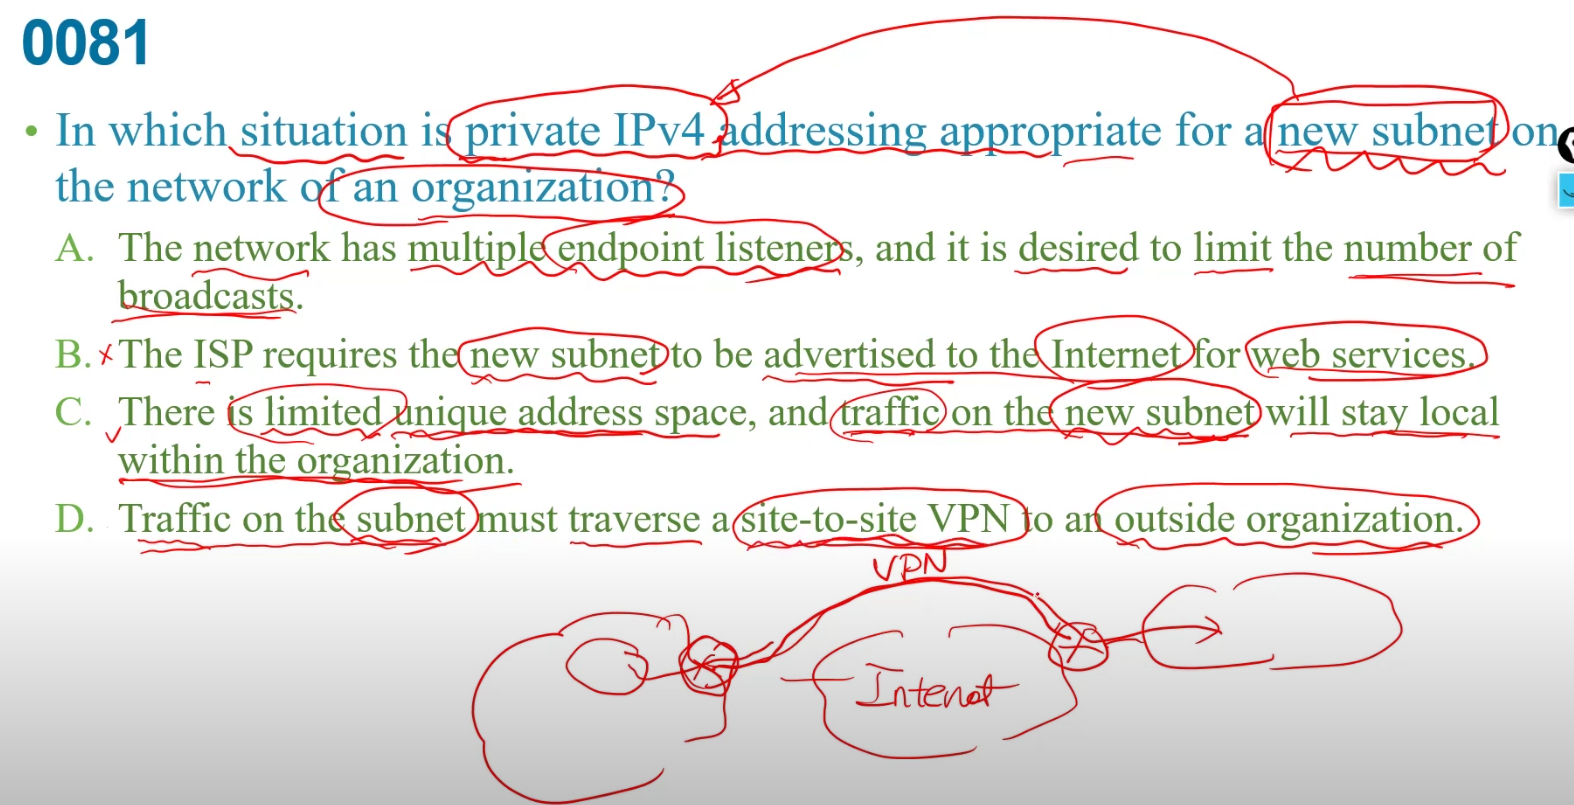 0081
• In which situation is private IPv4 addressing appropriate for a new subnet on
the network of an organization?
A. The network has multiple endpoint listeners, and it is desired to limit the number of
broadcasts.
B. The ISP requires the new subnet to be advertised to the Internet for web services.
C. There is limited unique address space, and traffic on the new subnet will stay local
within the organization.
D. Traffic on the subnet must traverse a site-to-site VPN to an outside organization.
VPN
Intenet